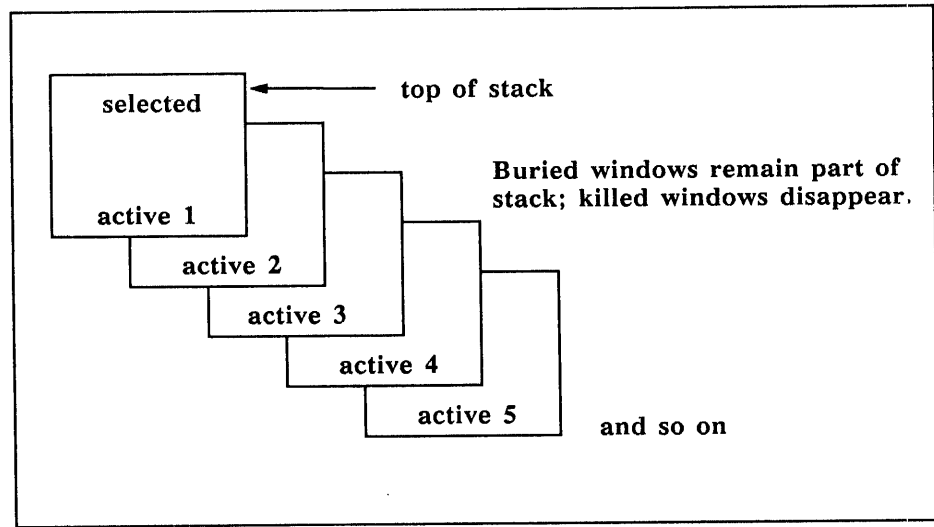 selected
top of stack
Buried windows remain part of
stack; killed windows disappear.
active 1
active 2
active 3
active 4
active 5
and so on